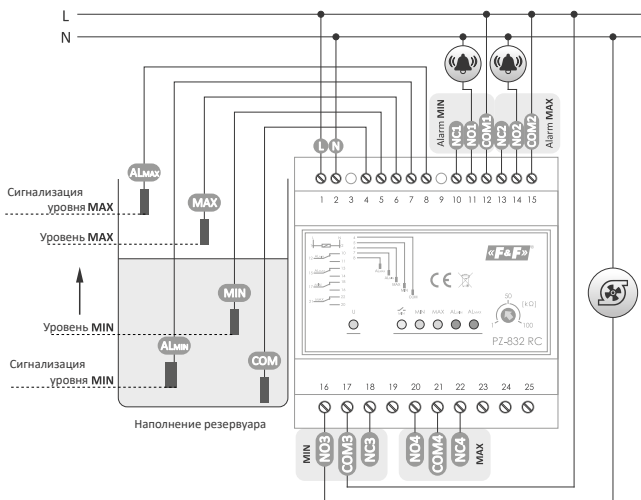 L
N
Alarm MIN
NC1
NO1
COM1
NC2
NO2
COM2
Alarm MAX
L
N
1 2 3 4 5 6 7 8 9 10 11 12 13 14 15
ALMAX
Сигнализация
уровня MAX
MAX
Уровень MAX
MIN
Уровень MIN
ALMIN
COM
Сигнализация
уровня MIN
Наполнение резервуара
«F&F»
CE
50
[kΩ]
1
100
U
MIN
MAX
PZ-832 RC
16 17 18 19 20 21 22 23 24 25
MIN
NO3
COM3
NC3
NO4
COM4
NC4
MAX